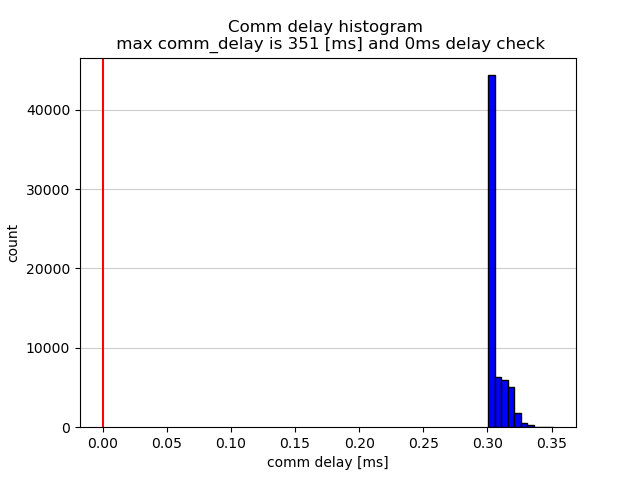 Comm delay histogram
max comm_delay is 351 [ms] and 0ms delay check
40000
30000
20000
10000
0
count
0.00 0.05 0.10 0.15 0.20 0.25 0.30 0.35
comm delay [ms]